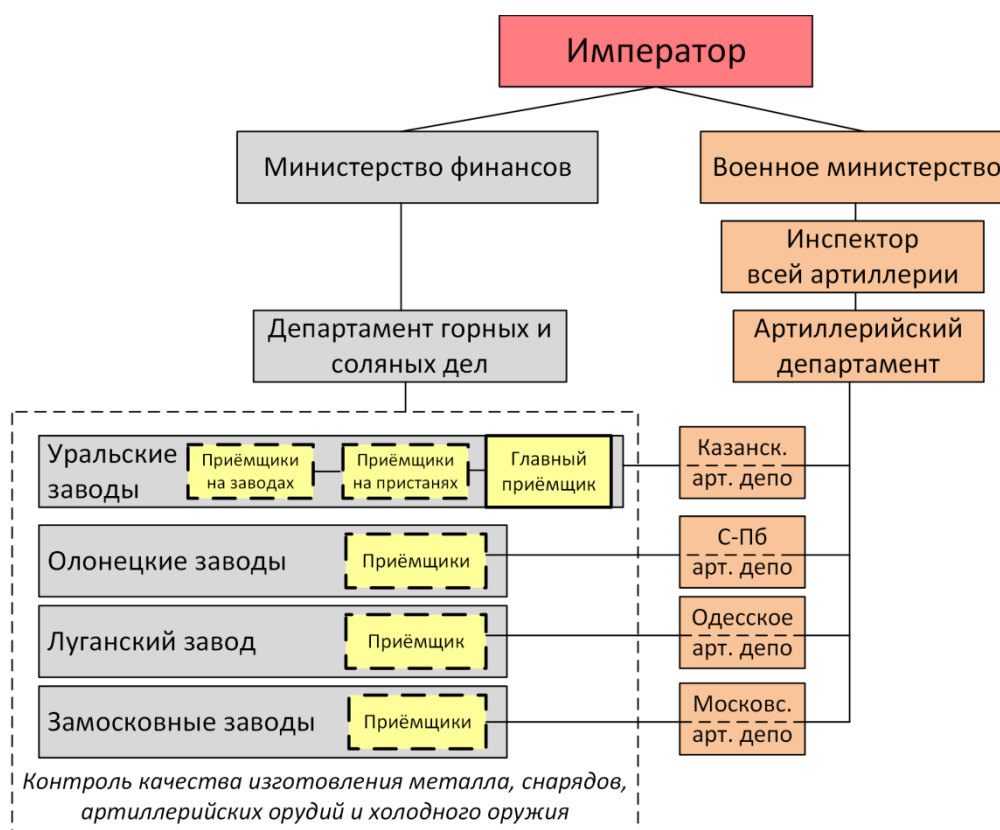 Император
Министерство финансов
Военное министерство
Инспектор
всей артиллерии
Департамент горных и
соляных дел
Артиллерийский
департамент
Уральские
заводы
Приёмщики
на заводах
Приёмщики
на пристанях
Главный
приёмщик
Казанск.
арт. депо
Олонецкие заводы
Приёмщики
С-Пб
арт. депо
Луганский завод
Приёмщик
Одесское
арт. депо
Замосковные заводы
Приёмщики
Московс.
арт. депо
Контроль качества изготовления металла, снарядов,
артиллерийских орудий и холодного оружия